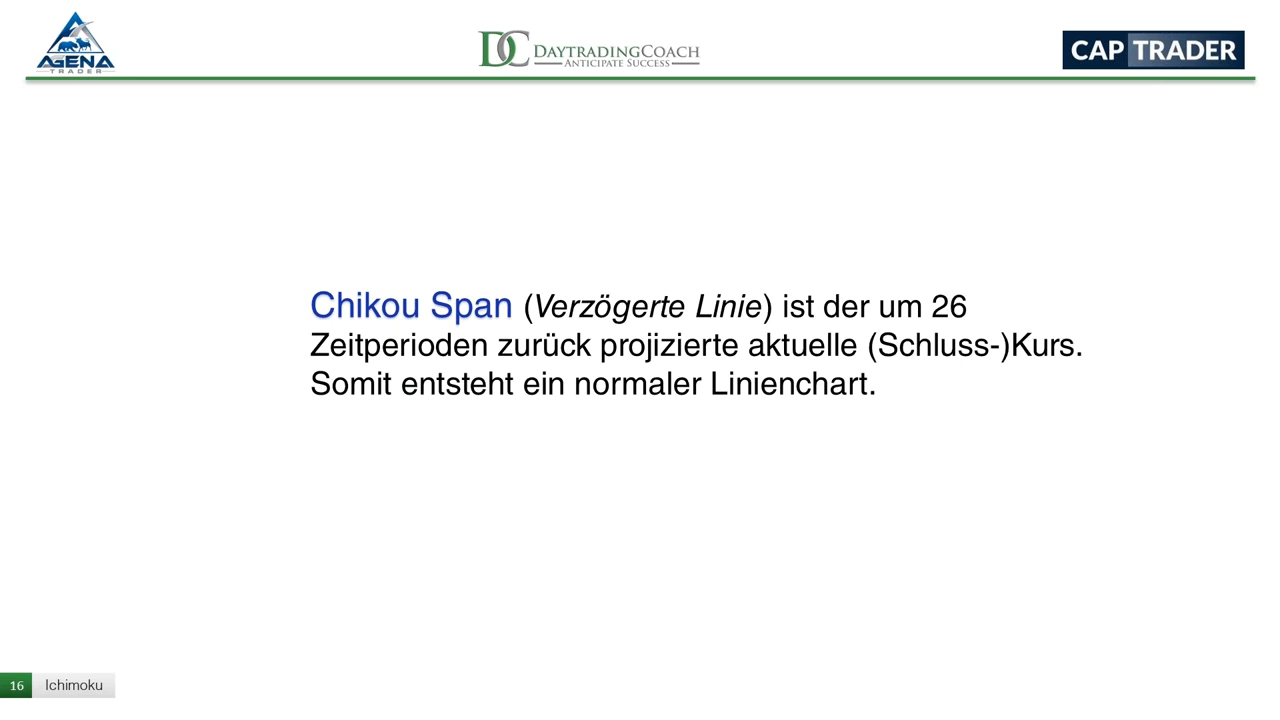 AGENA
TRADER
DC DAYTRADINGCOACH
ANTICIPATE SUCCESS
CAP TRADER
Chikou Span (Verzögerte Linie) ist der um 26
Zeitperioden zurück projizierte aktuelle (Schluss-)Kurs.
Somit entsteht ein normaler Linienchart.
16 Ichimoku